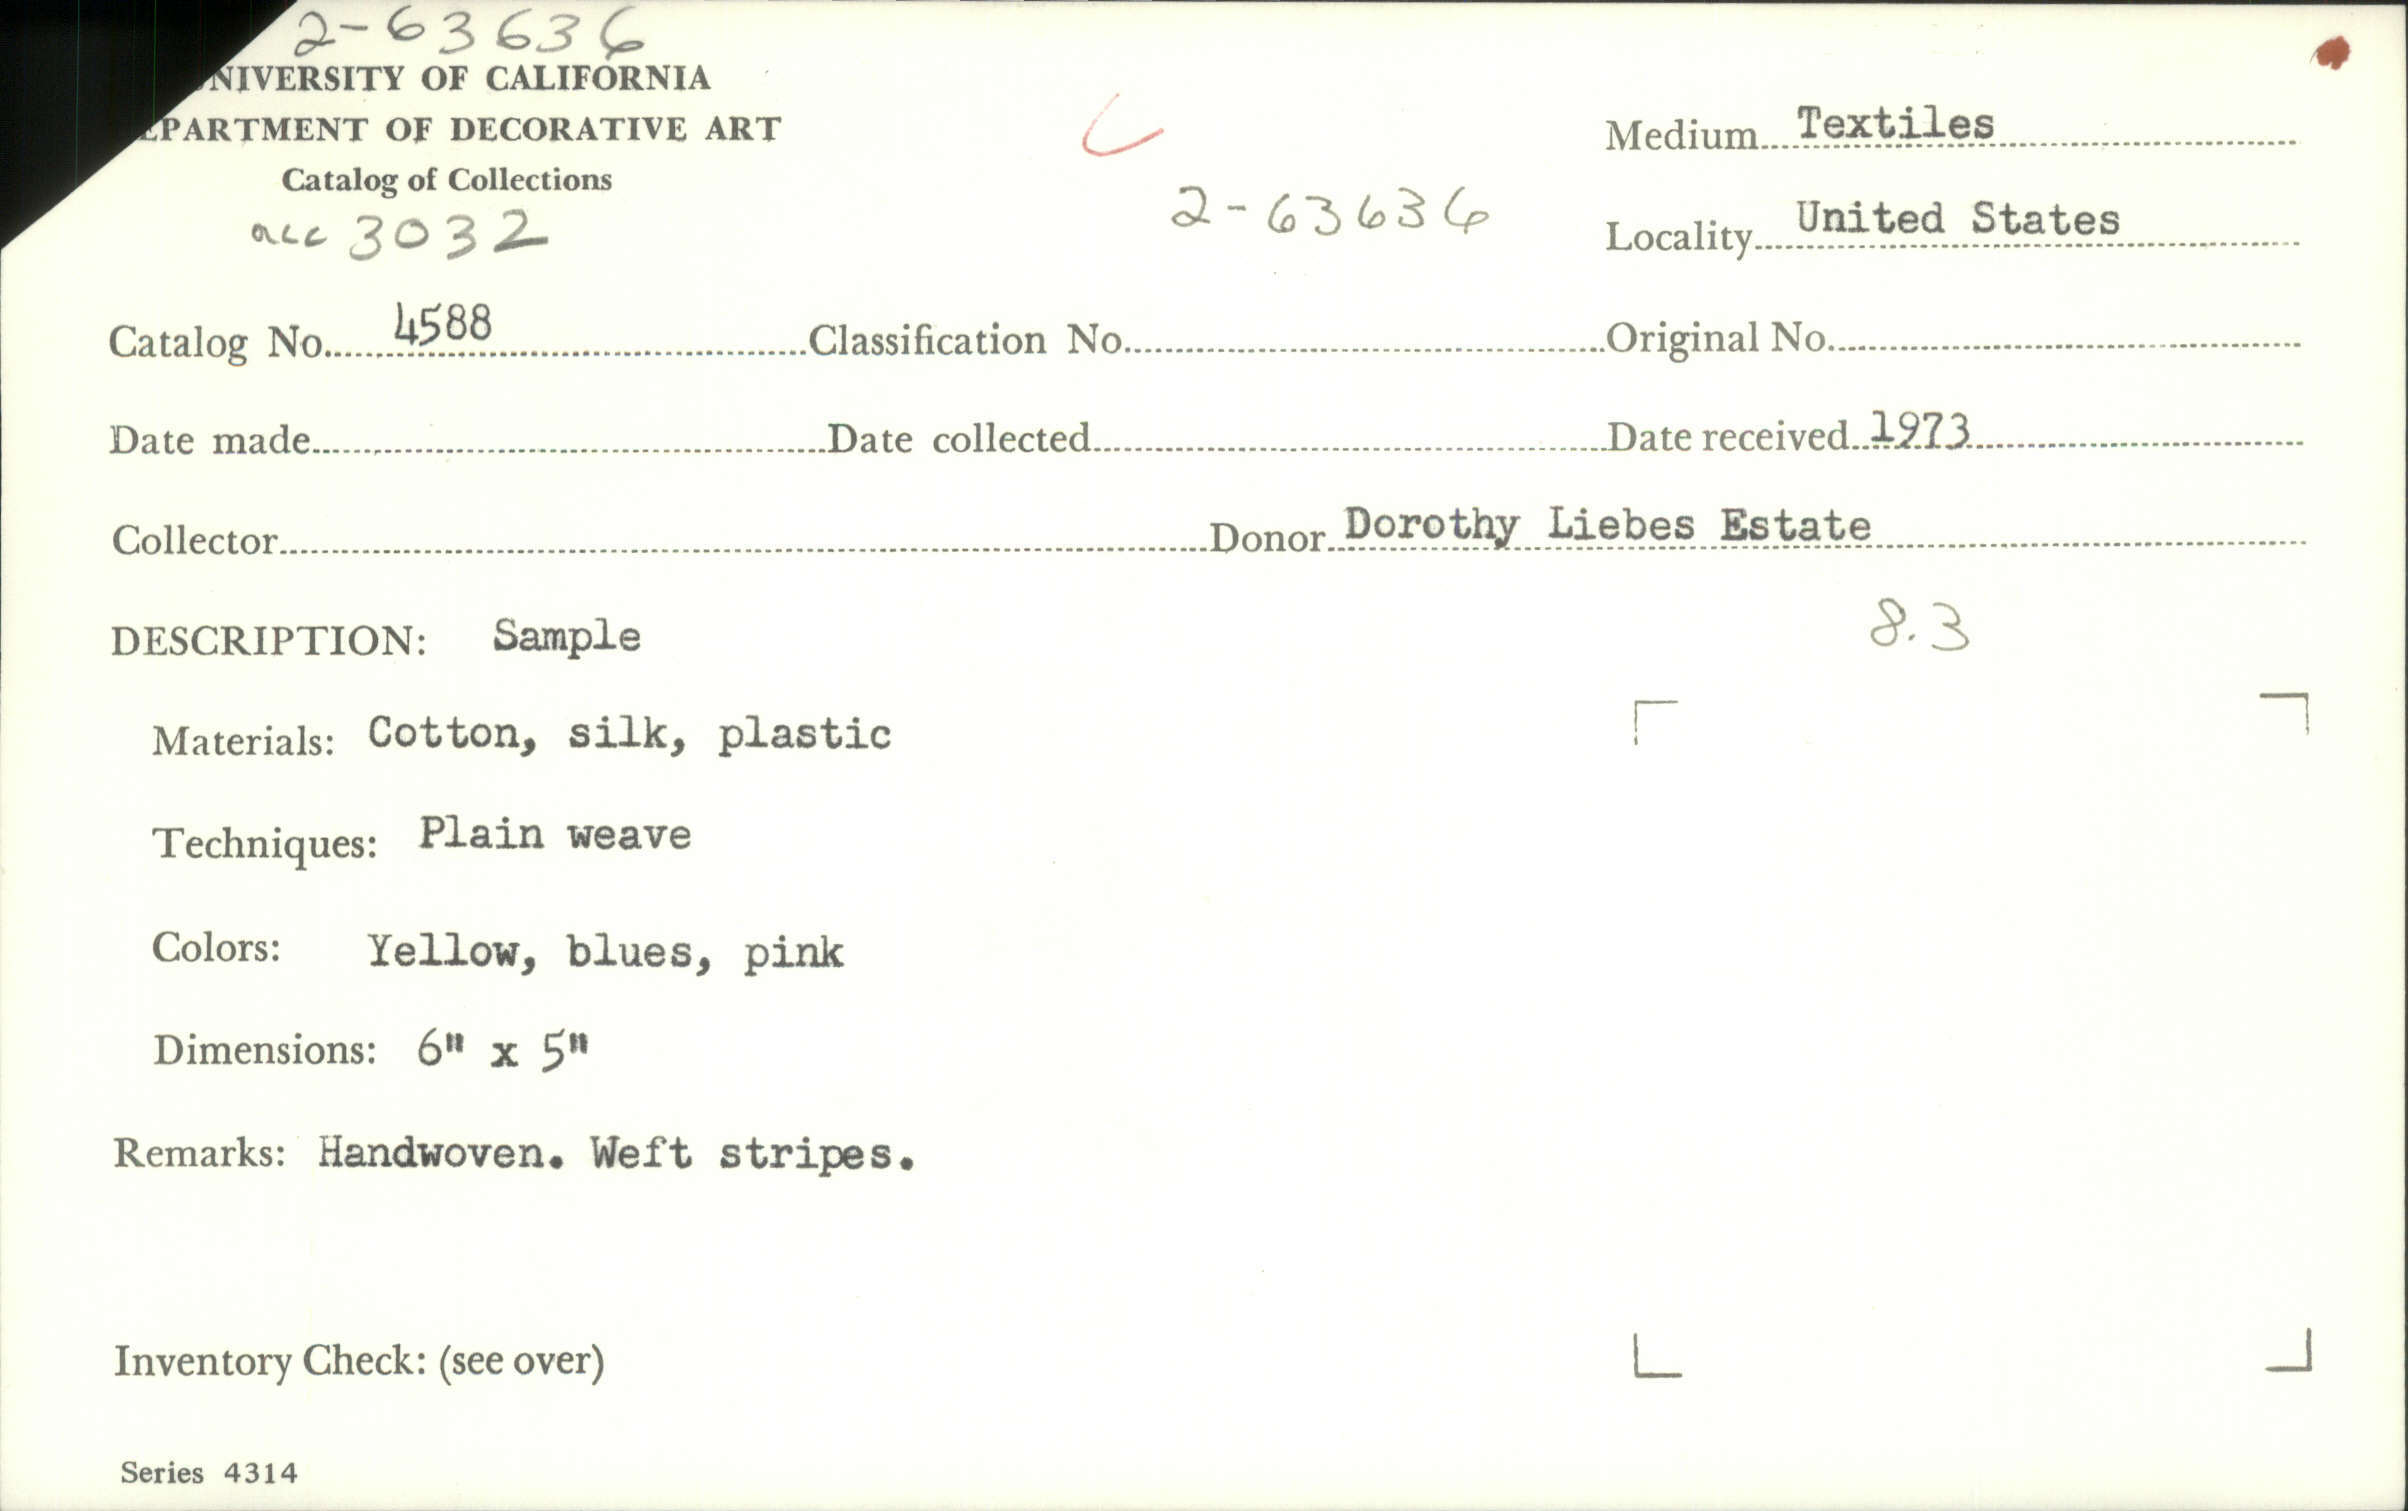 2-63636
NIVERSITY OF CALIFORNIA
EPARTMENT OF DECORATIVE ART
Catalog of Collections
acc 3032
C
2-63636
Medium Textiles
Locality United States
Catalog No. 4588 Classification No. Original No.
Date made Date collected Date received 1973
Collector Donor Dorothy Liebes Estate
DESCRIPTION: Sample
8.3
Materials: Cotton, silk, plastic
Techniques: Plain weave
Colors: Yellow, blues, pink
Dimensions: 6" x 5"
Remarks: Handwoven. Weft stripes.
Inventory Check: (see over)
Series 4314